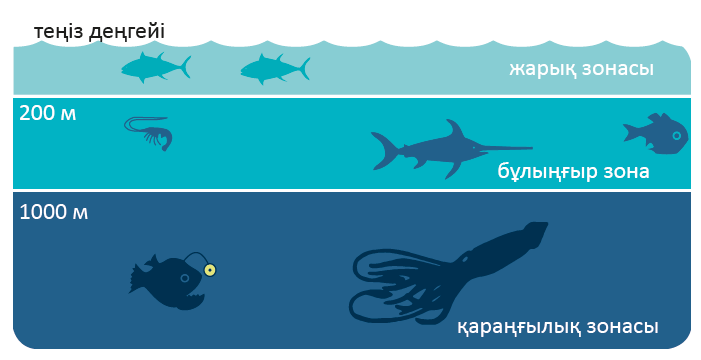 теңіз деңгейі
жарық зонасы
200 м
бұлыңғыр зона
1000 м
қараңғылық зонасы